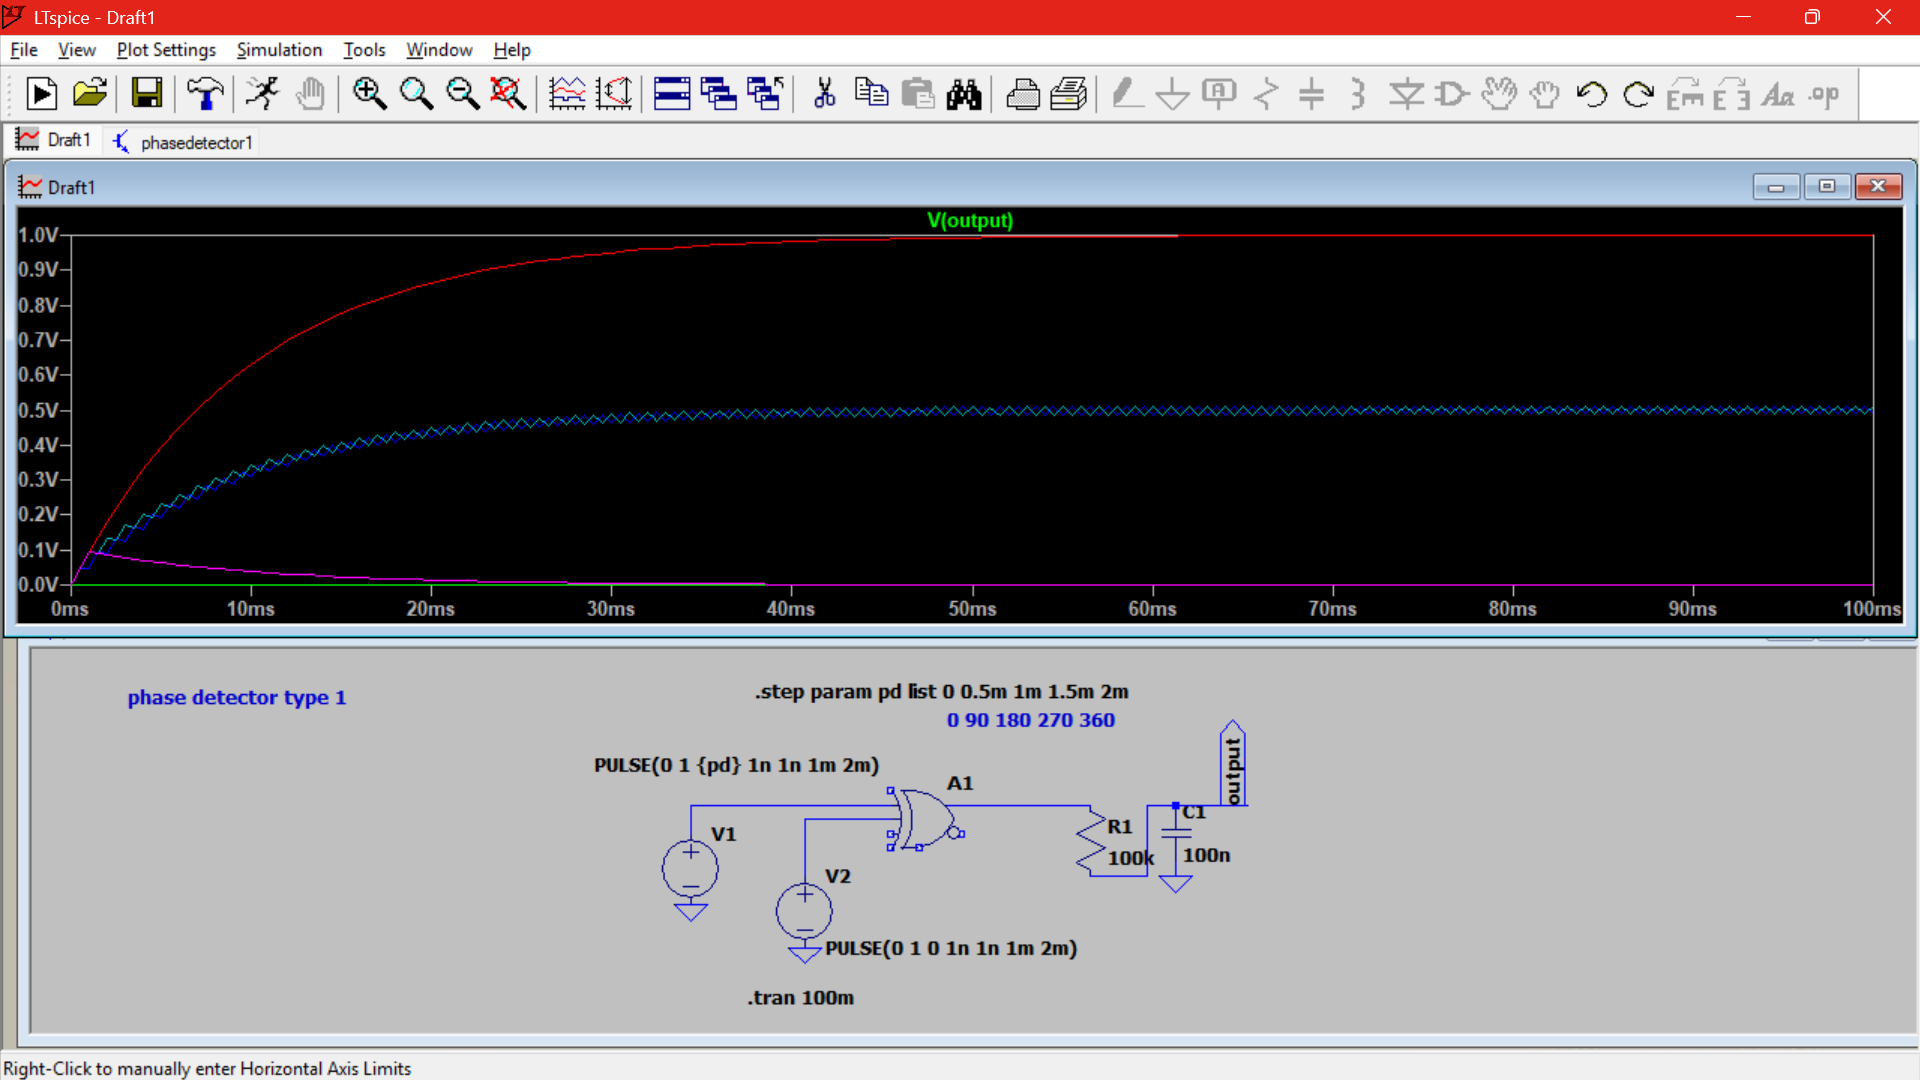 LTspice - Draft1
File View Plot Settings Simulation Tools Window Help
A
Aa .op
Draft1 phasedetector1
Draft1
V(output)
1.0V
0.9V
0.8V
0.7V
0.6V
0.5V
0.4V
0.3V
0.2V
0.1V
0.0V
0ms 10ms 20ms 30ms 40ms 50ms 60ms 70ms 80ms 90ms 100ms
phase detector type 1
.step param pd list 0 0.5m 1m 1.5m 2m
0 90 180 270 360
output
PULSE(0 1 {pd} 1n 1n 1m 2m)
A1
V1
R1
100k
C1
100n
V2
PULSE(0 1 0 1n 1n 1m 2m)
.tran 100m
Right-Click to manually enter Horizontal Axis Limits